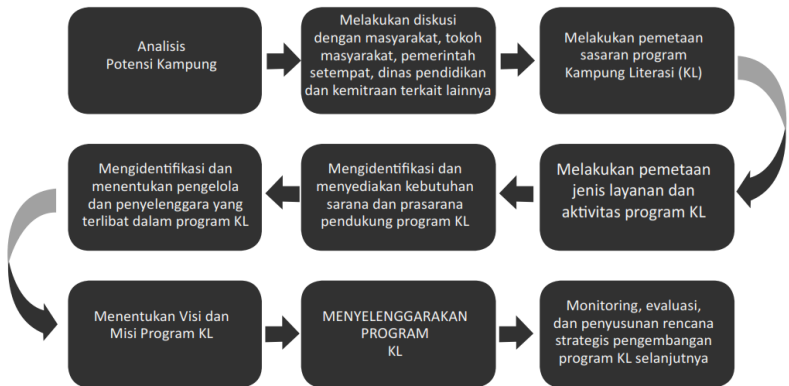 Analisis
Potensi Kampung
Melakukan diskusi
dengan masyarakat, tokoh
masyarakat, pemerintah
setempat, dinas pendidikan
dan kemitraan terkait lainnya
Melakukan pemetaan
sasaran program
Kampung Literasi (KL)
Melakukan pemetaan
jenis layanan dan
aktivitas program KL
Mengidentifikasi dan
menyediakan kebutuhan
sarana dan prasarana
pendukung program KL
Mengidentifikasi dan
menentukan pengelola
dan penyelenggara yang
terlibat dalam program KL
Menentukan Visi dan
Misi Program KL
MENYELENGGARAKAN
PROGRAM
KL
Monitoring, evaluasi,
dan penyusunan rencana
strategis pengembangan
program KL selanjutnya